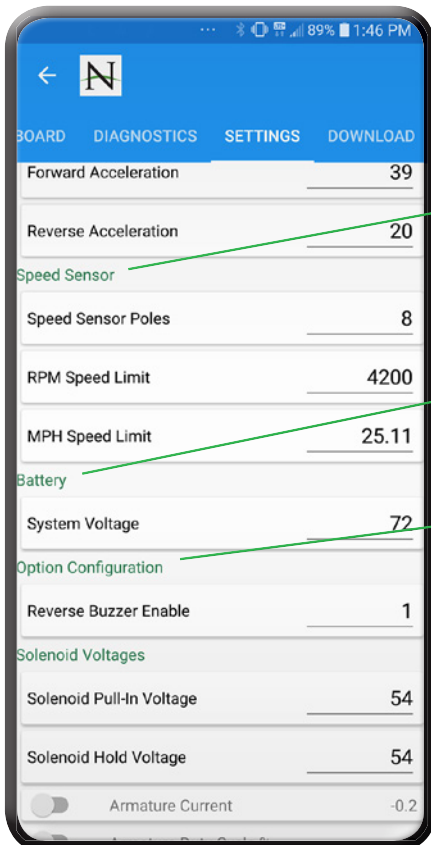 89% 1:46 PM
N
BOARD DIAGNOSTICS SETTINGS DOWNLOAD
Forward Acceleration 39
Reverse Acceleration 20
Speed Sensor
Speed Sensor Poles 8
RPM Speed Limit 4200
MPH Speed Limit 25.11
Battery
System Voltage 72
Option Configuration
Reverse Buzzer Enable 1
Solenoid Voltages
Solenoid Pull-In Voltage 54
Solenoid Hold Voltage 54
Armature Current -0.2